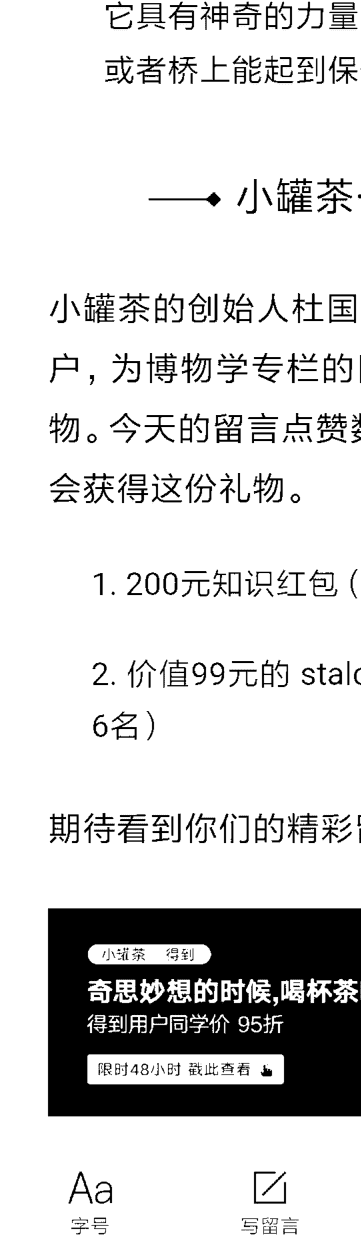 它具有神奇的力量
或者桥上能起到保
小罐茶
小罐茶的创始人杜国
户，为博物学专栏的
物。今天的留言点赞
会获得这份礼物。
1. 200元知识红包（
2. 价值99元的 stalo
6名）
期待看到你们的精彩
小罐茶 得到
奇思妙想的时候,喝杯茶
得到用户同学价 95折
限时48小时 戳此查看
Aa
字号 写留言